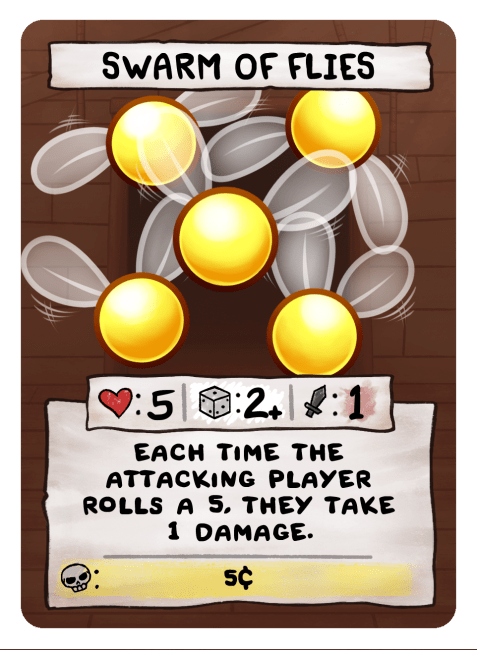 SWARM OF FLIES
:5 :2+ :1
EACH TIME THE
ATTACKING PLAYER
ROLLS A 5, THEY TAKE
1 DAMAGE.
: 5¢